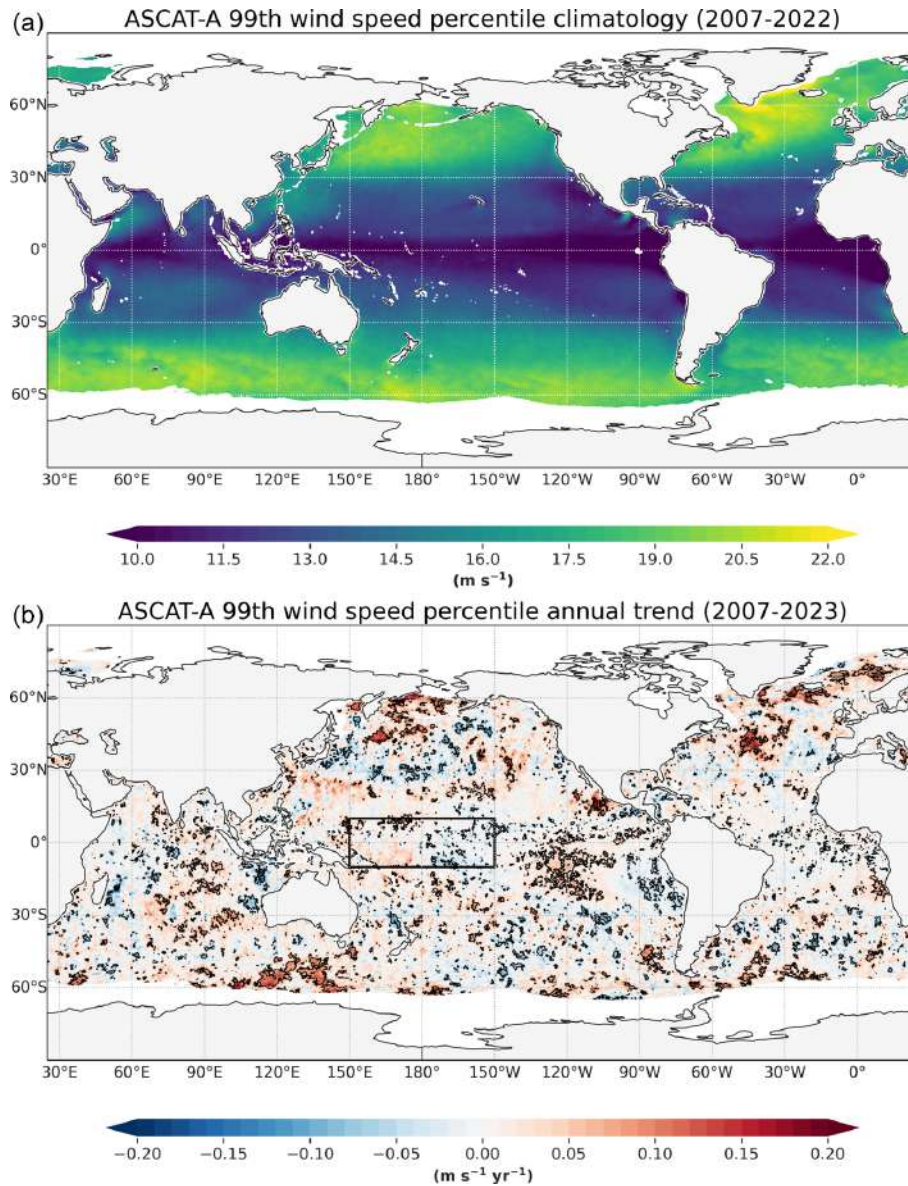 (a)
ASCAT-A 99th wind speed percentile climatology (2007-2022)
60°N
30°N
0°
30°S
60°S
30°E 60°E 90°E 120°E 150°E 180° 150°W 120°W 90°W 60°W 30°W 0°
10.0 11.5 13.0 14.5 16.0 17.5 19.0 20.5 22.0
(m s⁻¹)
(b)
ASCAT-A 99th wind speed percentile annual trend (2007-2023)
60°N
30°N
0°
30°S
60°S
30°E 60°E 90°E 120°E 150°E 180° 150°W 120°W 90°W 60°W 30°W 0°
−0.20 −0.15 −0.10 −0.05 0.00 0.05 0.10 0.15 0.20
(m s⁻¹ yr⁻¹)